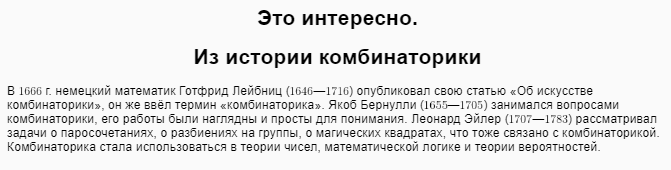 Это интересно.
Из истории комбинаторики
В 1666 г. немецкий математик Готфрид Лейбниц (1646—1716) опубликовал свою статью «Об искусстве
комбинаторики», он же ввёл термин «комбинаторика». Якоб Бернулли (1655—1705) занимался вопросами
комбинаторики, его работы были наглядны и просты для понимания. Леонард Эйлер (1707—1783) рассматривал
задачи о паросочетаниях, о разбиениях на группы, о магических квадратах, что тоже связано с комбинаторикой.
Комбинаторика стала использоваться в теории чисел, математической логике и теории вероятностей.